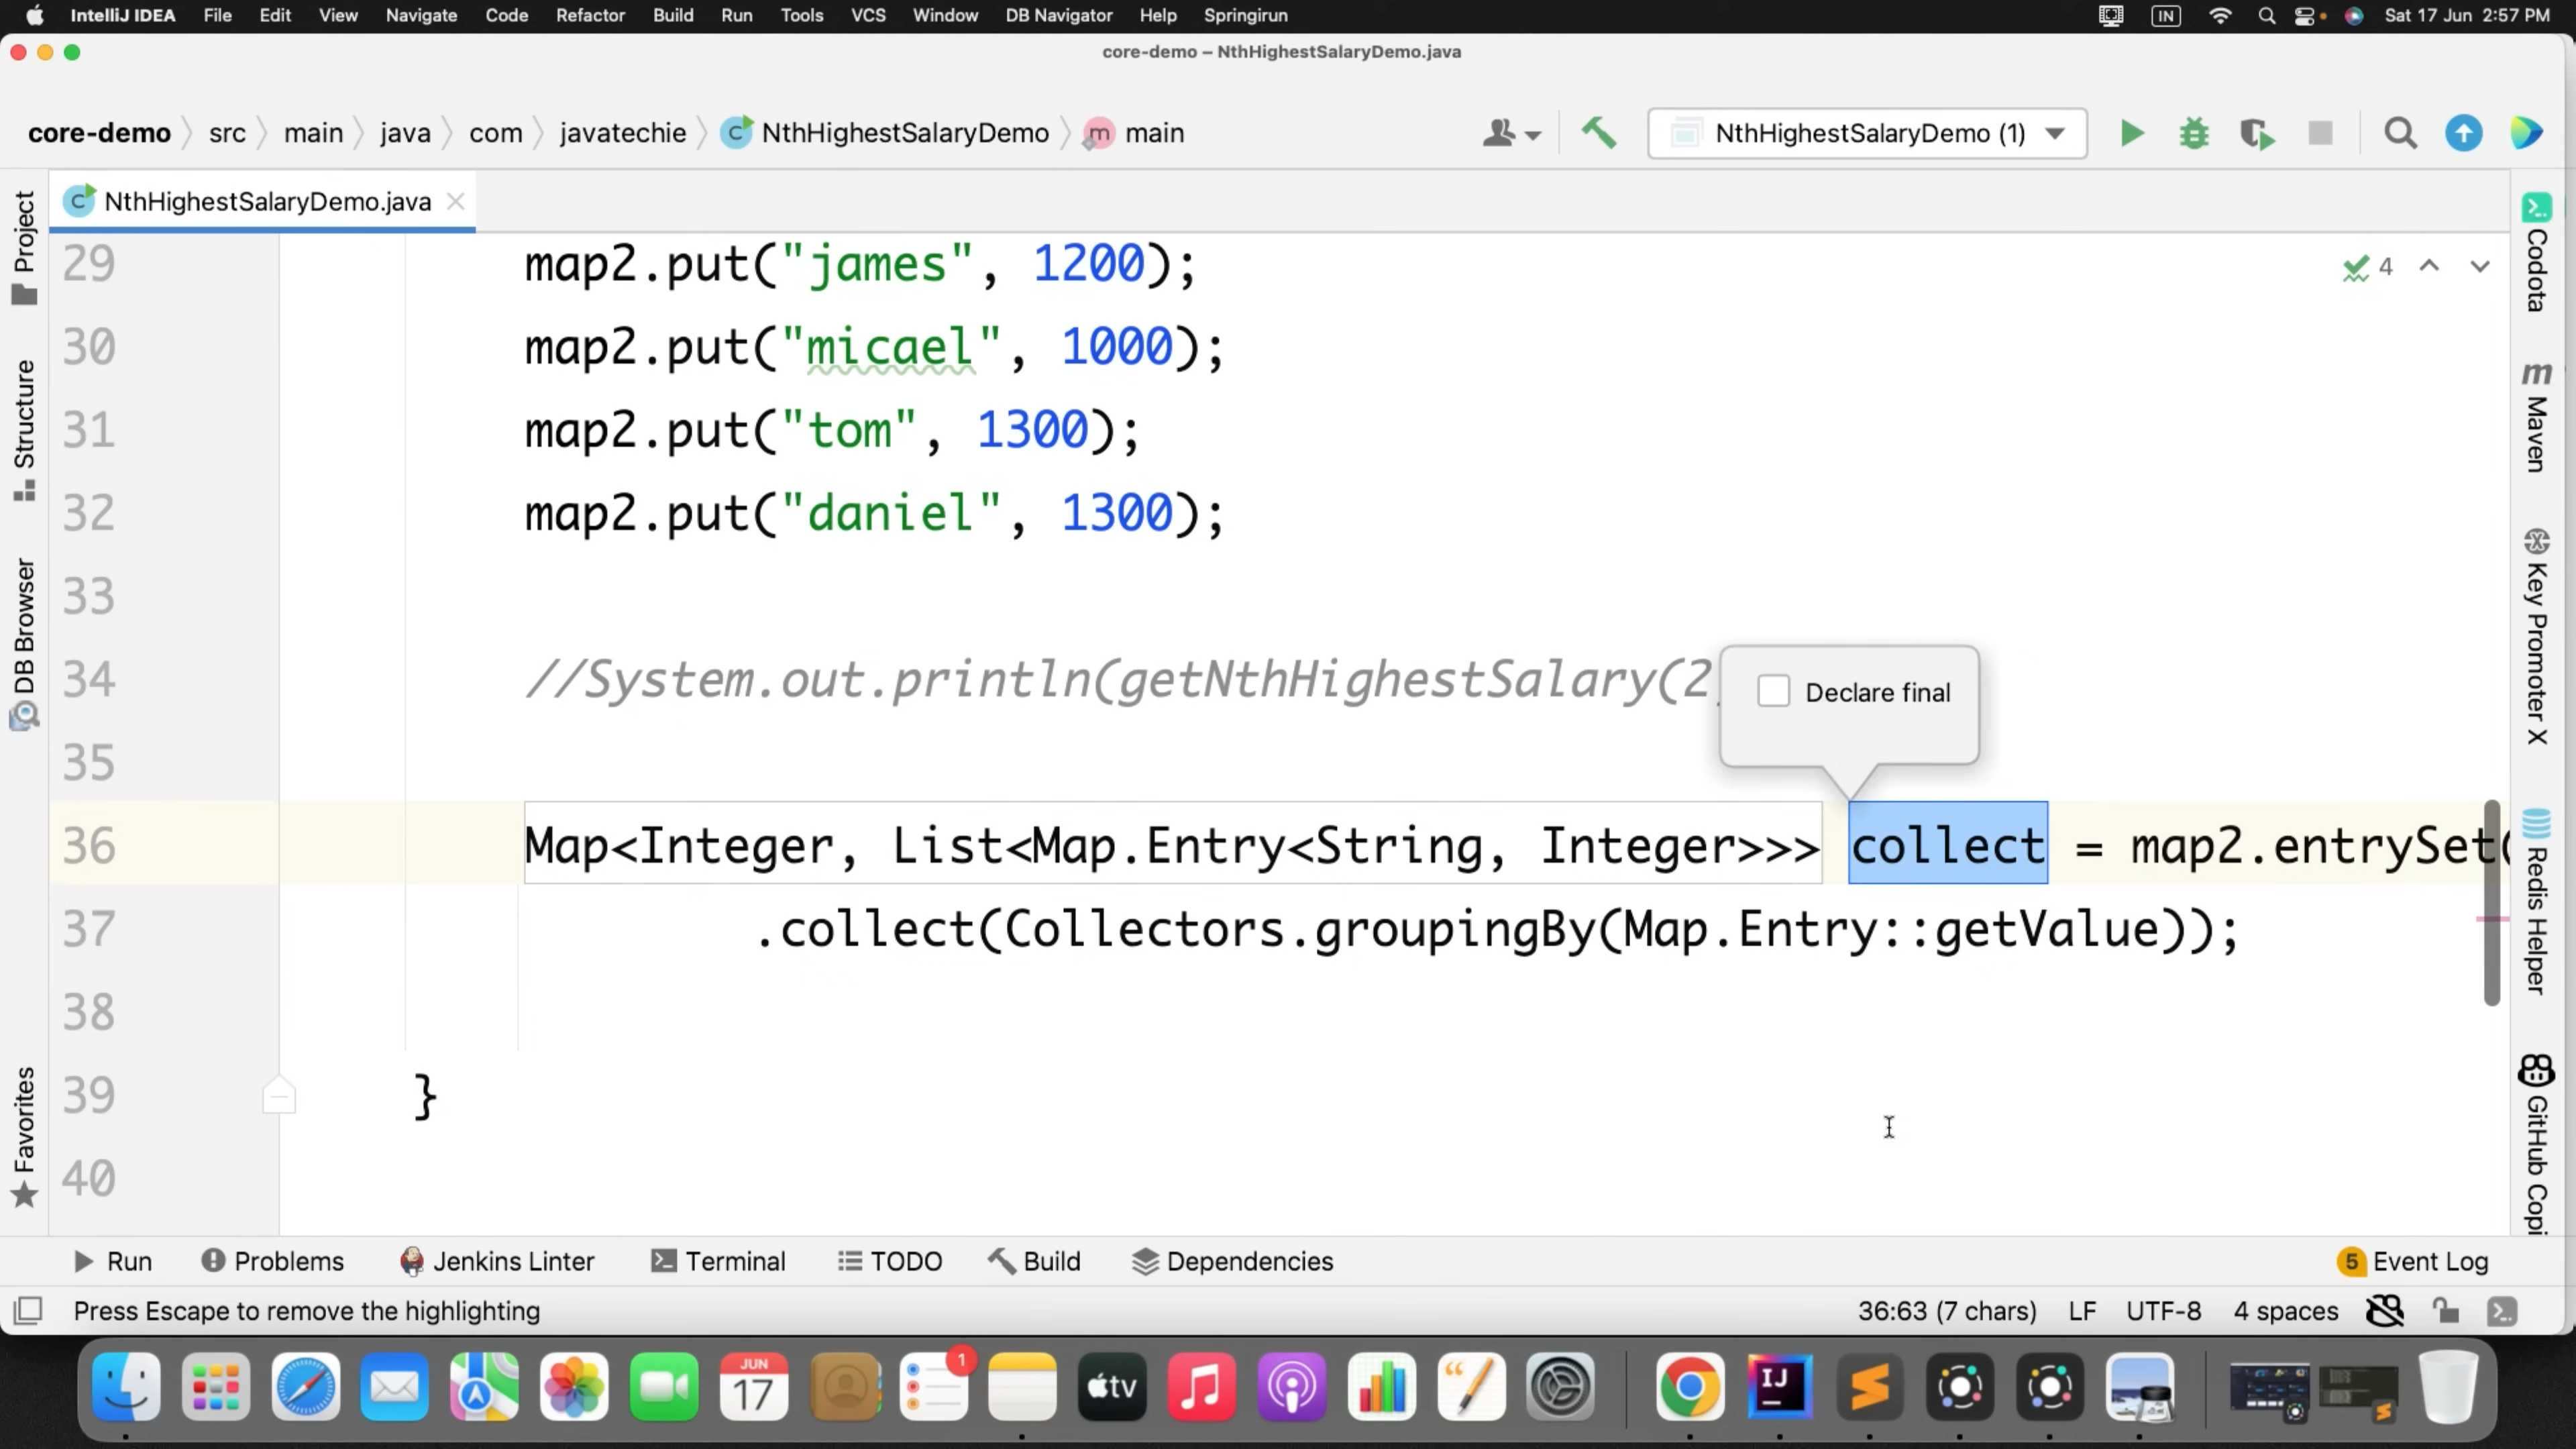 IntelliJ IDEA File Edit View Navigate Code Refactor Build Run Tools VCS Window DB Navigator Help Springirun IN Sat 17 Jun 2:57 PM
core-demo – NthHighestSalaryDemo.java
core-demo src main java com javatechie C NthHighestSalaryDemo m main NthHighestSalaryDemo (1)
C NthHighestSalaryDemo.java
Project
Structure
DB Browser
Favorites
29 map2.put("james", 1200);
4
30 map2.put("micael", 1000);
31 map2.put("tom", 1300);
32 map2.put("daniel", 1300);
33
34 //System.out.println(getNthHighestSalary(2
Declare final
35
36 Map<Integer, List<Map.Entry<String, Integer>>> collect = map2.entrySet(
37 .collect(Collectors.groupingBy(Map.Entry::getValue));
38
39 }
40
Codota
m Maven
Key Promoter X
Redis Helper
GitHub Copi
Run Problems Jenkins Linter Terminal TODO Build Dependencies 5 Event Log
Press Escape to remove the highlighting 36:63 (7 chars) LF UTF-8 4 spaces
JUN
17
1
tv
IJ